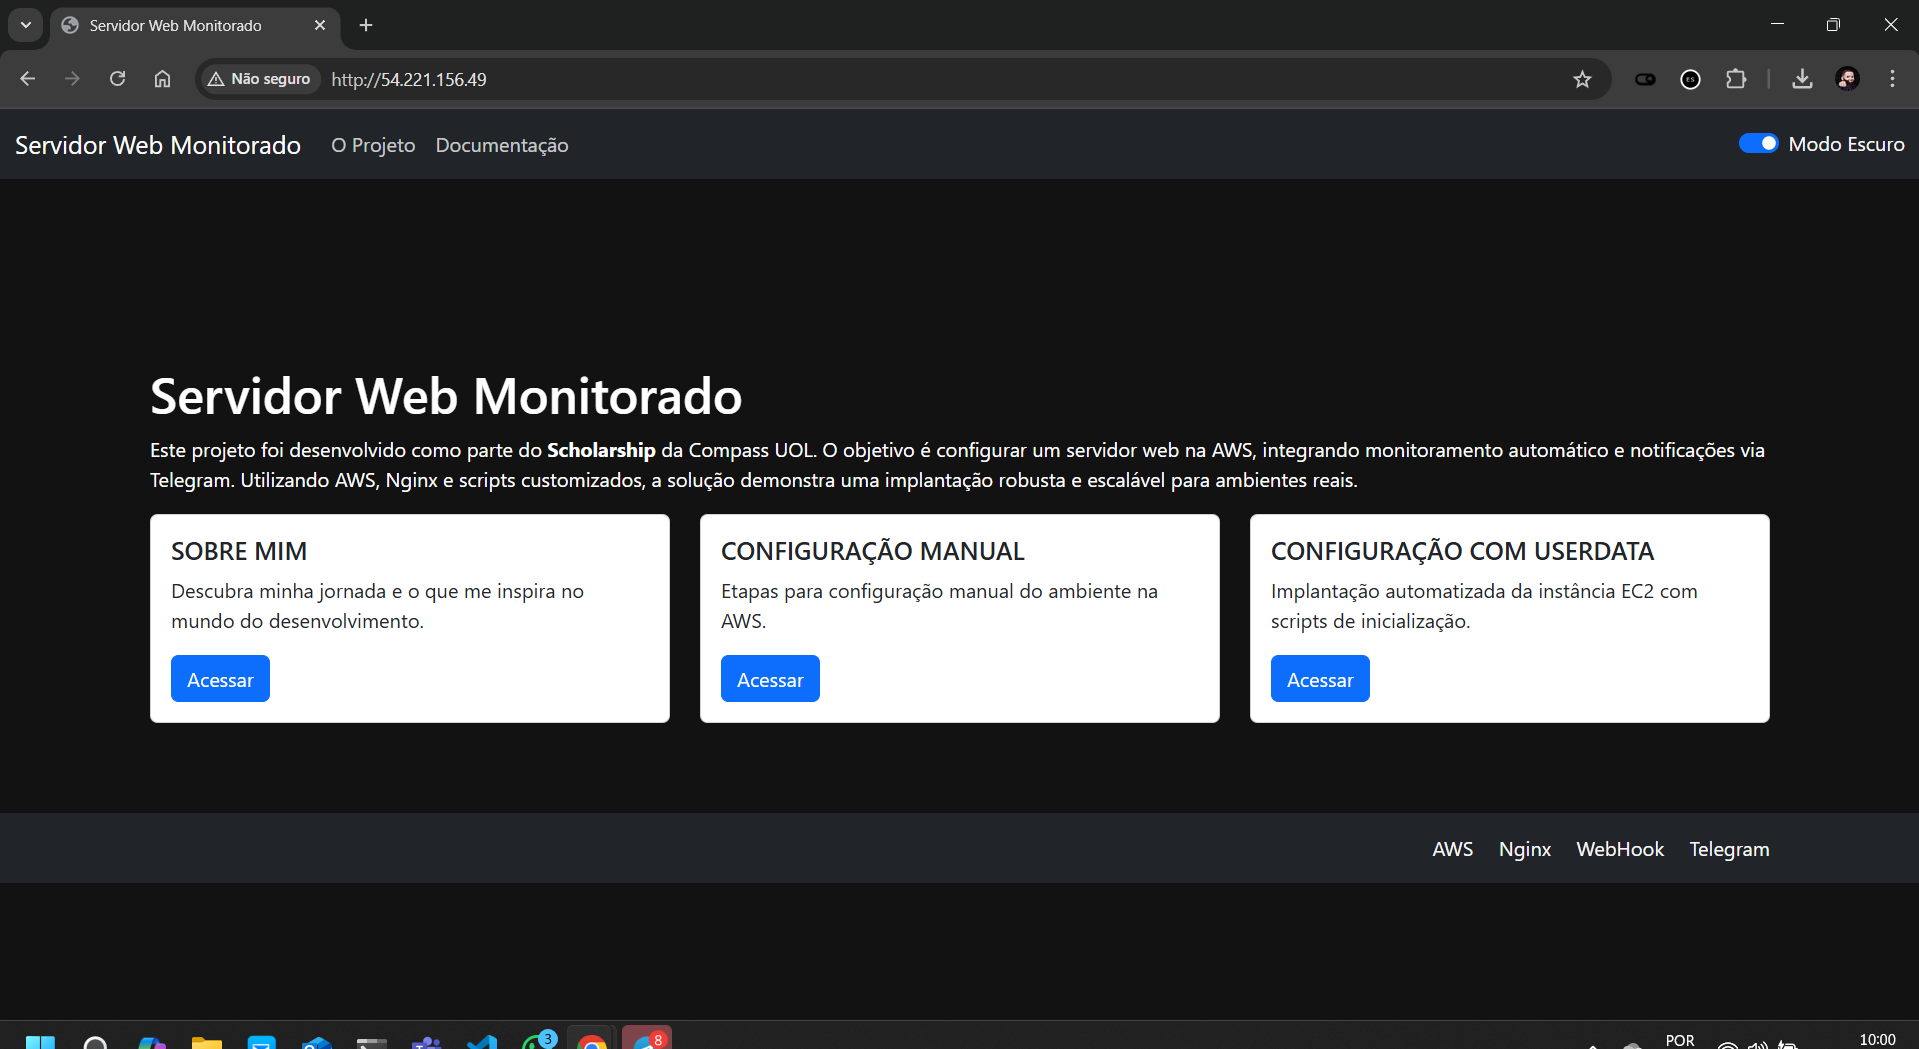 Servidor Web Monitorado
Não seguro http://54.221.156.49
ES
Servidor Web Monitorado O Projeto Documentação Modo Escuro
Servidor Web Monitorado
Este projeto foi desenvolvido como parte do Scholarship da Compass UOL. O objetivo é configurar um servidor web na AWS, integrando monitoramento automático e notificações via
Telegram. Utilizando AWS, Nginx e scripts customizados, a solução demonstra uma implantação robusta e escalável para ambientes reais.
SOBRE MIM
Descubra minha jornada e o que me inspira no
mundo do desenvolvimento.
Acessar
CONFIGURAÇÃO MANUAL
Etapas para configuração manual do ambiente na
AWS.
Acessar
CONFIGURAÇÃO COM USERDATA
Implantação automatizada da instância EC2 com
scripts de inicialização.
Acessar
AWS Nginx WebHook Telegram
3 8 POR 10:00